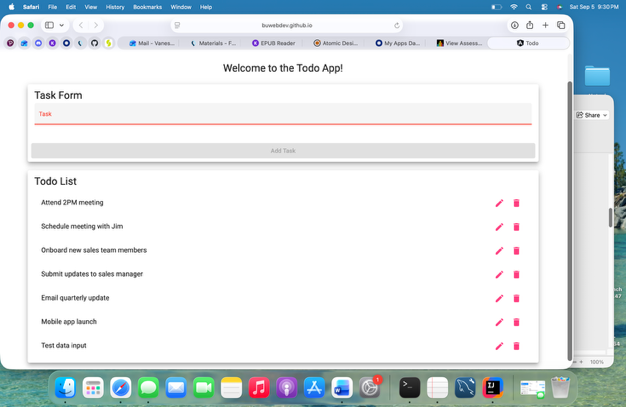 Safari File Edit View History Bookmarks Window Help Sat Sep 5 9:30 PM
buwebdev.github.io
Mail - Vanes... Materials – F... EPUB Reader Atomic Desi... My Apps Da... View Assess... Todo
Welcome to the Todo App!
Share
Task Form
Task
Add Task
Todo List
Attend 2PM meeting
Schedule meeting with Jim
Onboard new sales team members
Submit updates to sales manager
Email quarterly update
Mobile app launch
Test data input
100%
1